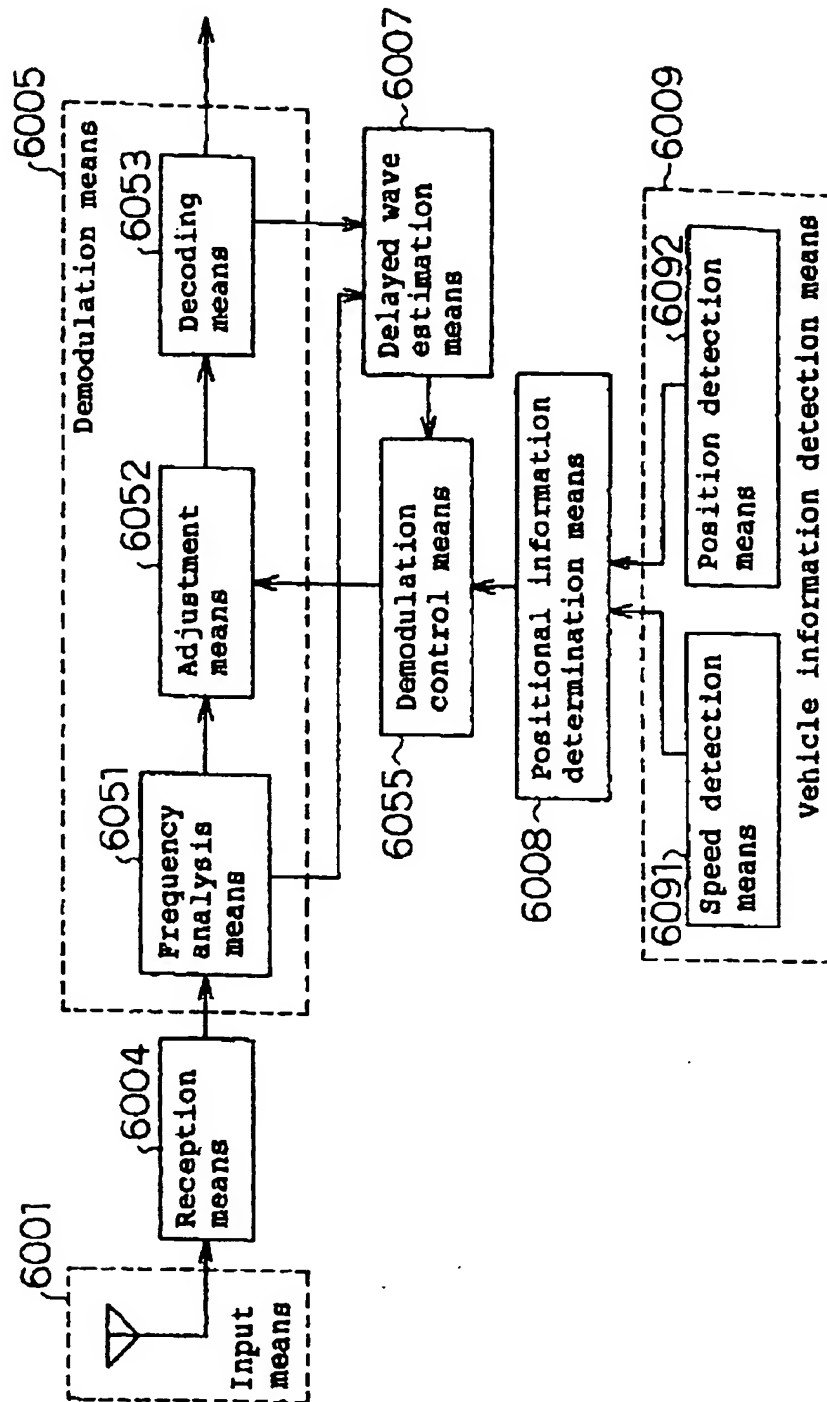 6001
Input
means
6004
Reception
means
6005
Demodulation means
6051
Frequency
analysis
means
6052
Adjustment
means
6053
Decoding
means
6007
Delayed wave
estimation
means
6055
Demodulation
control means
6008
Positional information
determination means
6009
6091
Speed detection
means
6092
Position detection
means
Vehicle information detection means